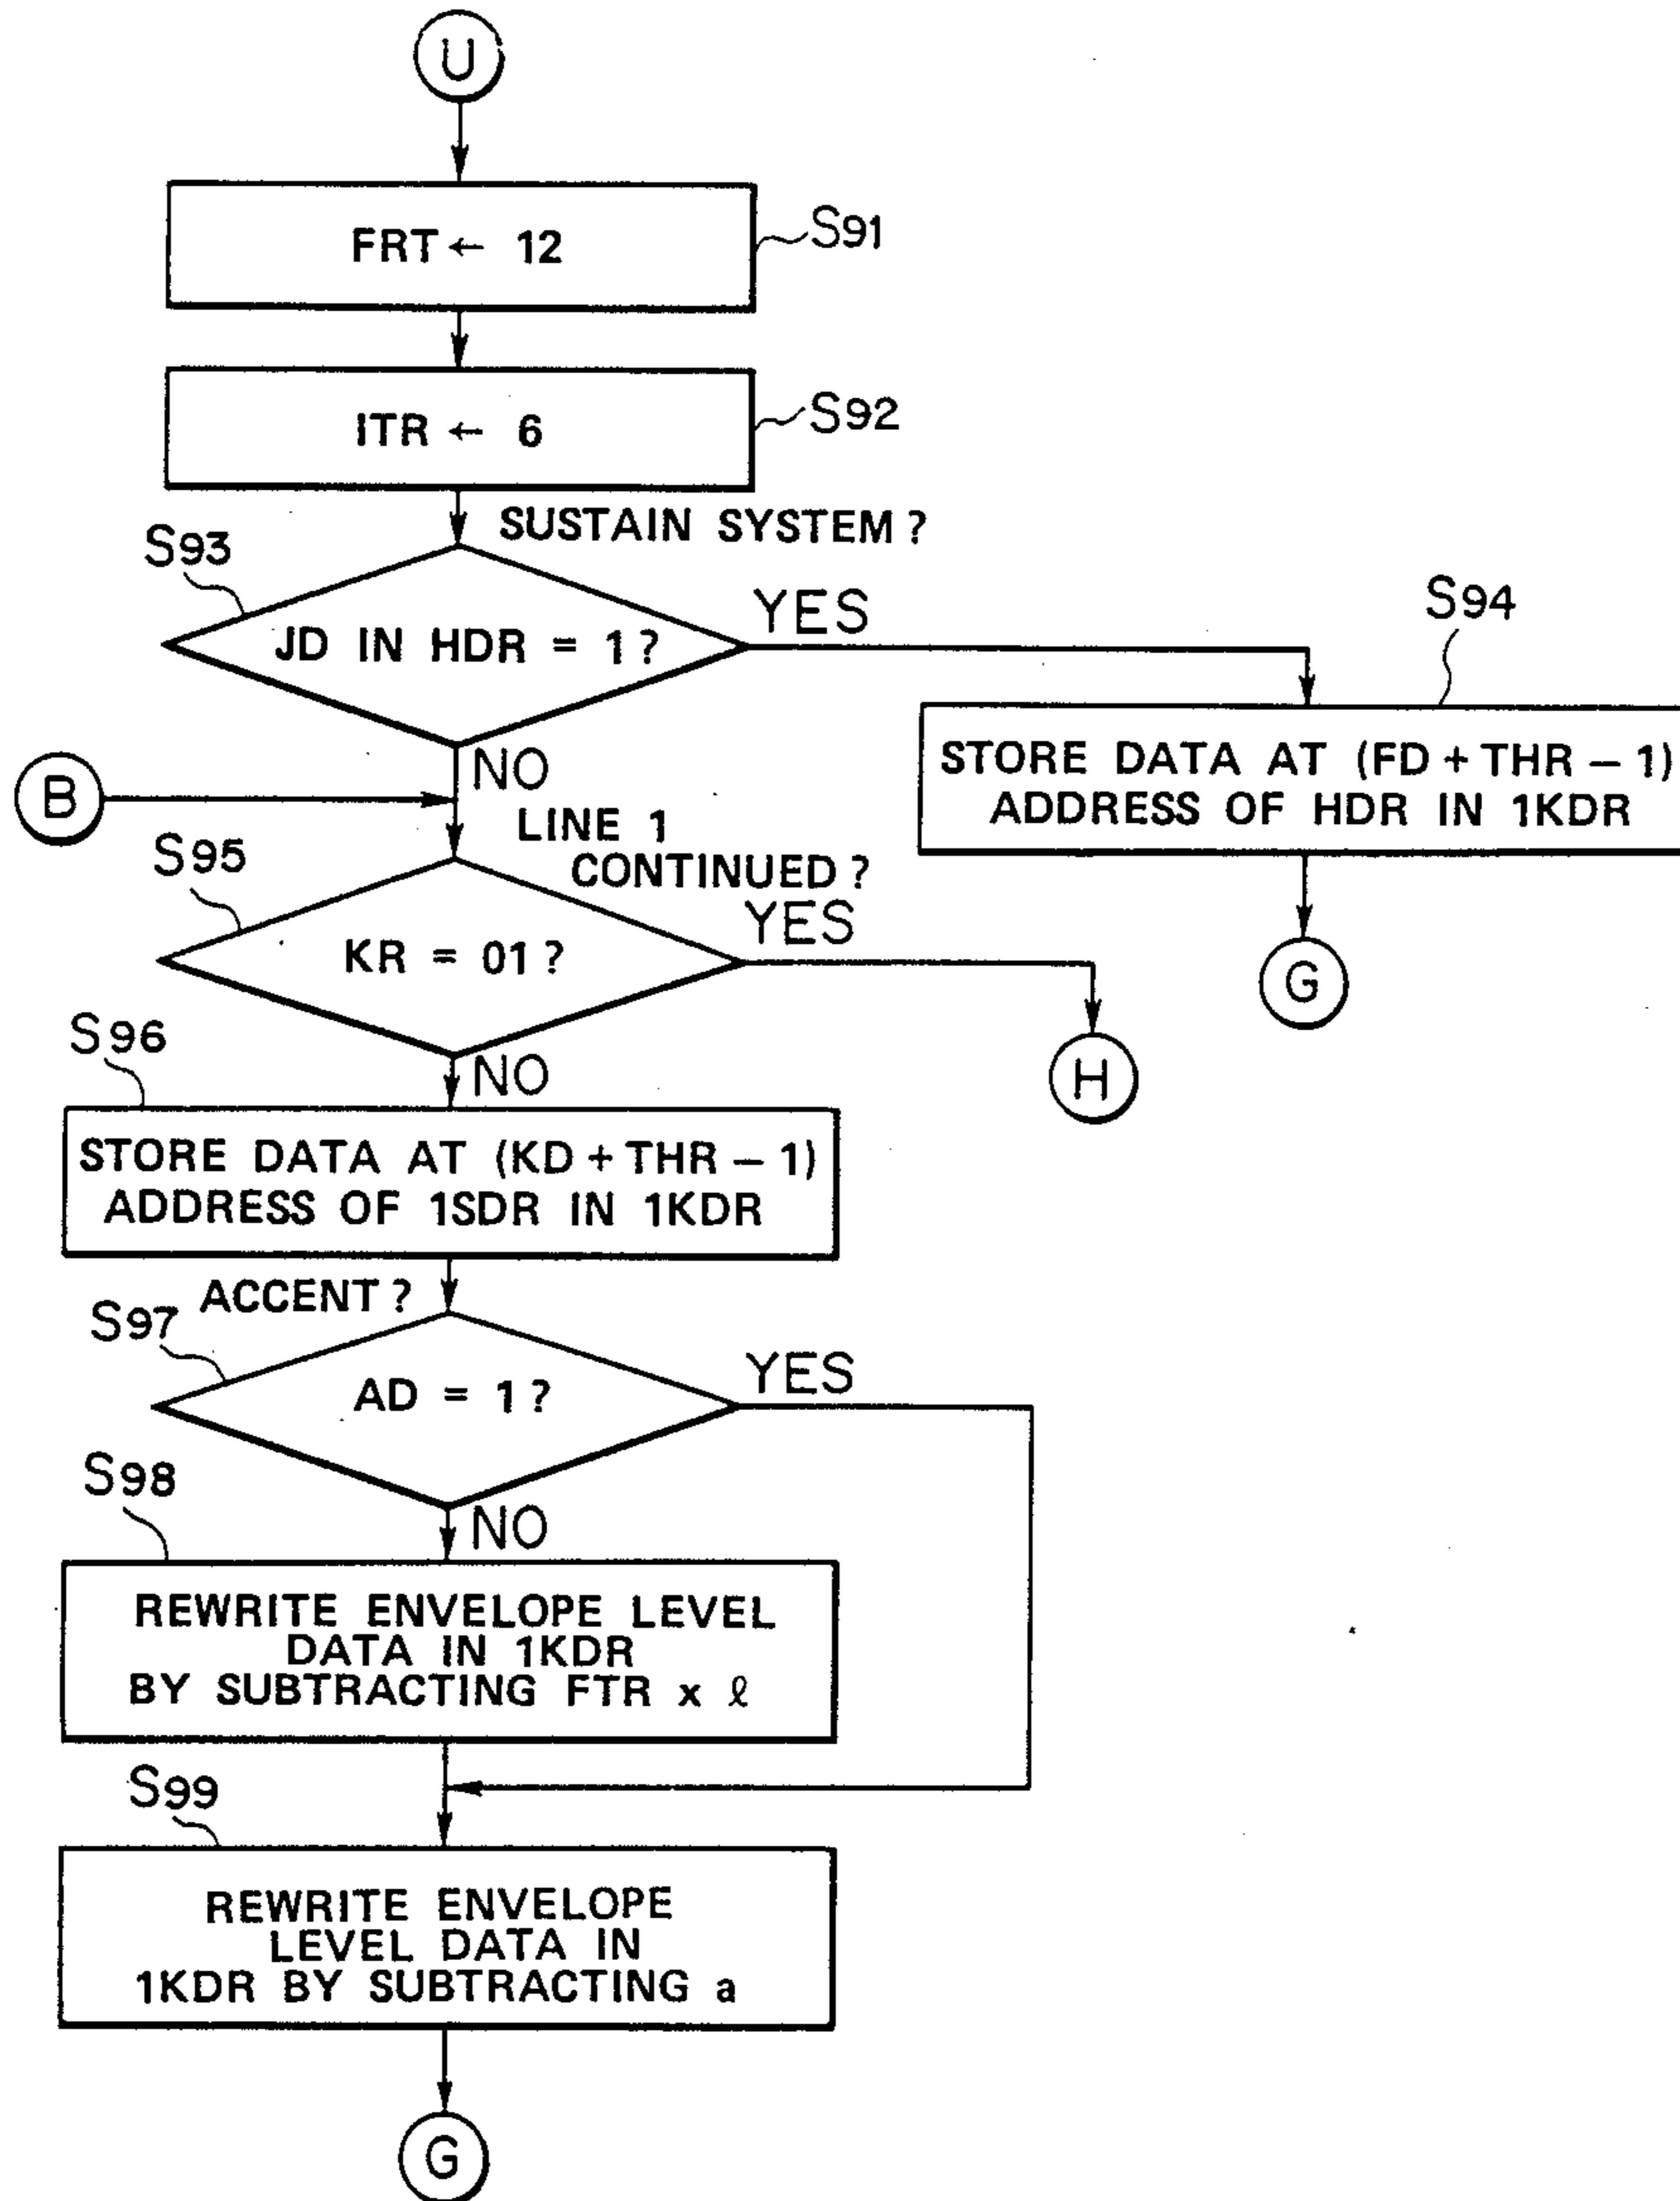 U
FRT ← 12
S91
ITR ← 6
S92
SUSTAIN SYSTEM ?
S93
JD IN HDR = 1 ?
YES
S94
STORE DATA AT (FD + THR – 1)
ADDRESS OF HDR IN 1KDR
NO
B
G
LINE 1
CONTINUED ?
S95
KR = 01 ?
YES
H
S96
NO
STORE DATA AT (KD + THR – 1)
ADDRESS OF 1SDR IN 1KDR
ACCENT ?
S97
AD = 1 ?
YES
S98
NO
REWRITE ENVELOPE LEVEL
DATA IN 1KDR
BY SUBTRACTING FTR x ℓ
S99
REWRITE ENVELOPE
LEVEL DATA IN
1KDR BY SUBTRACTING a
G